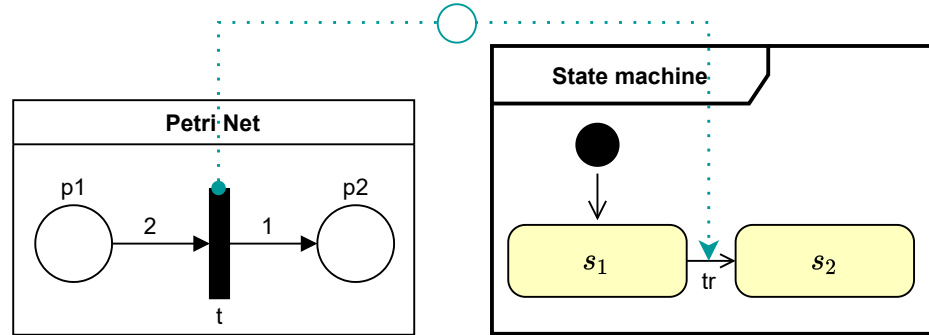 State machine
Petri Net
p1
p2
2
1
t
s₁
s₂
tr